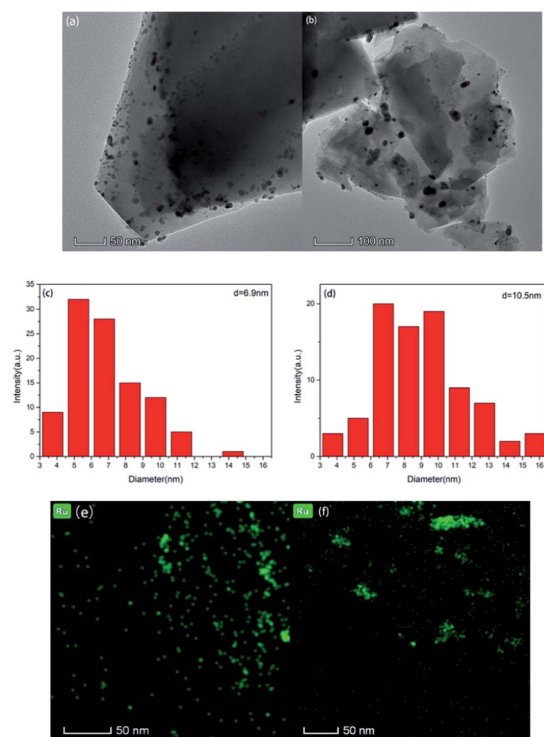 (a)
(b)
50 nm
100 nm
(c)
d=6.9nm
35
30
25
20
15
10
5
0
Intensity(a.u.)
3 4 5 6 7 8 9 10 11 12 13 14 15 16
Diameter(nm)
(d)
d=10.5nm
20
10
0
Intensity(a.u.)
3 4 5 6 7 8 9 10 11 12 13 14 15 16
Diameter(nm)
Ru (e)
Ru (f)
50 nm
50 nm